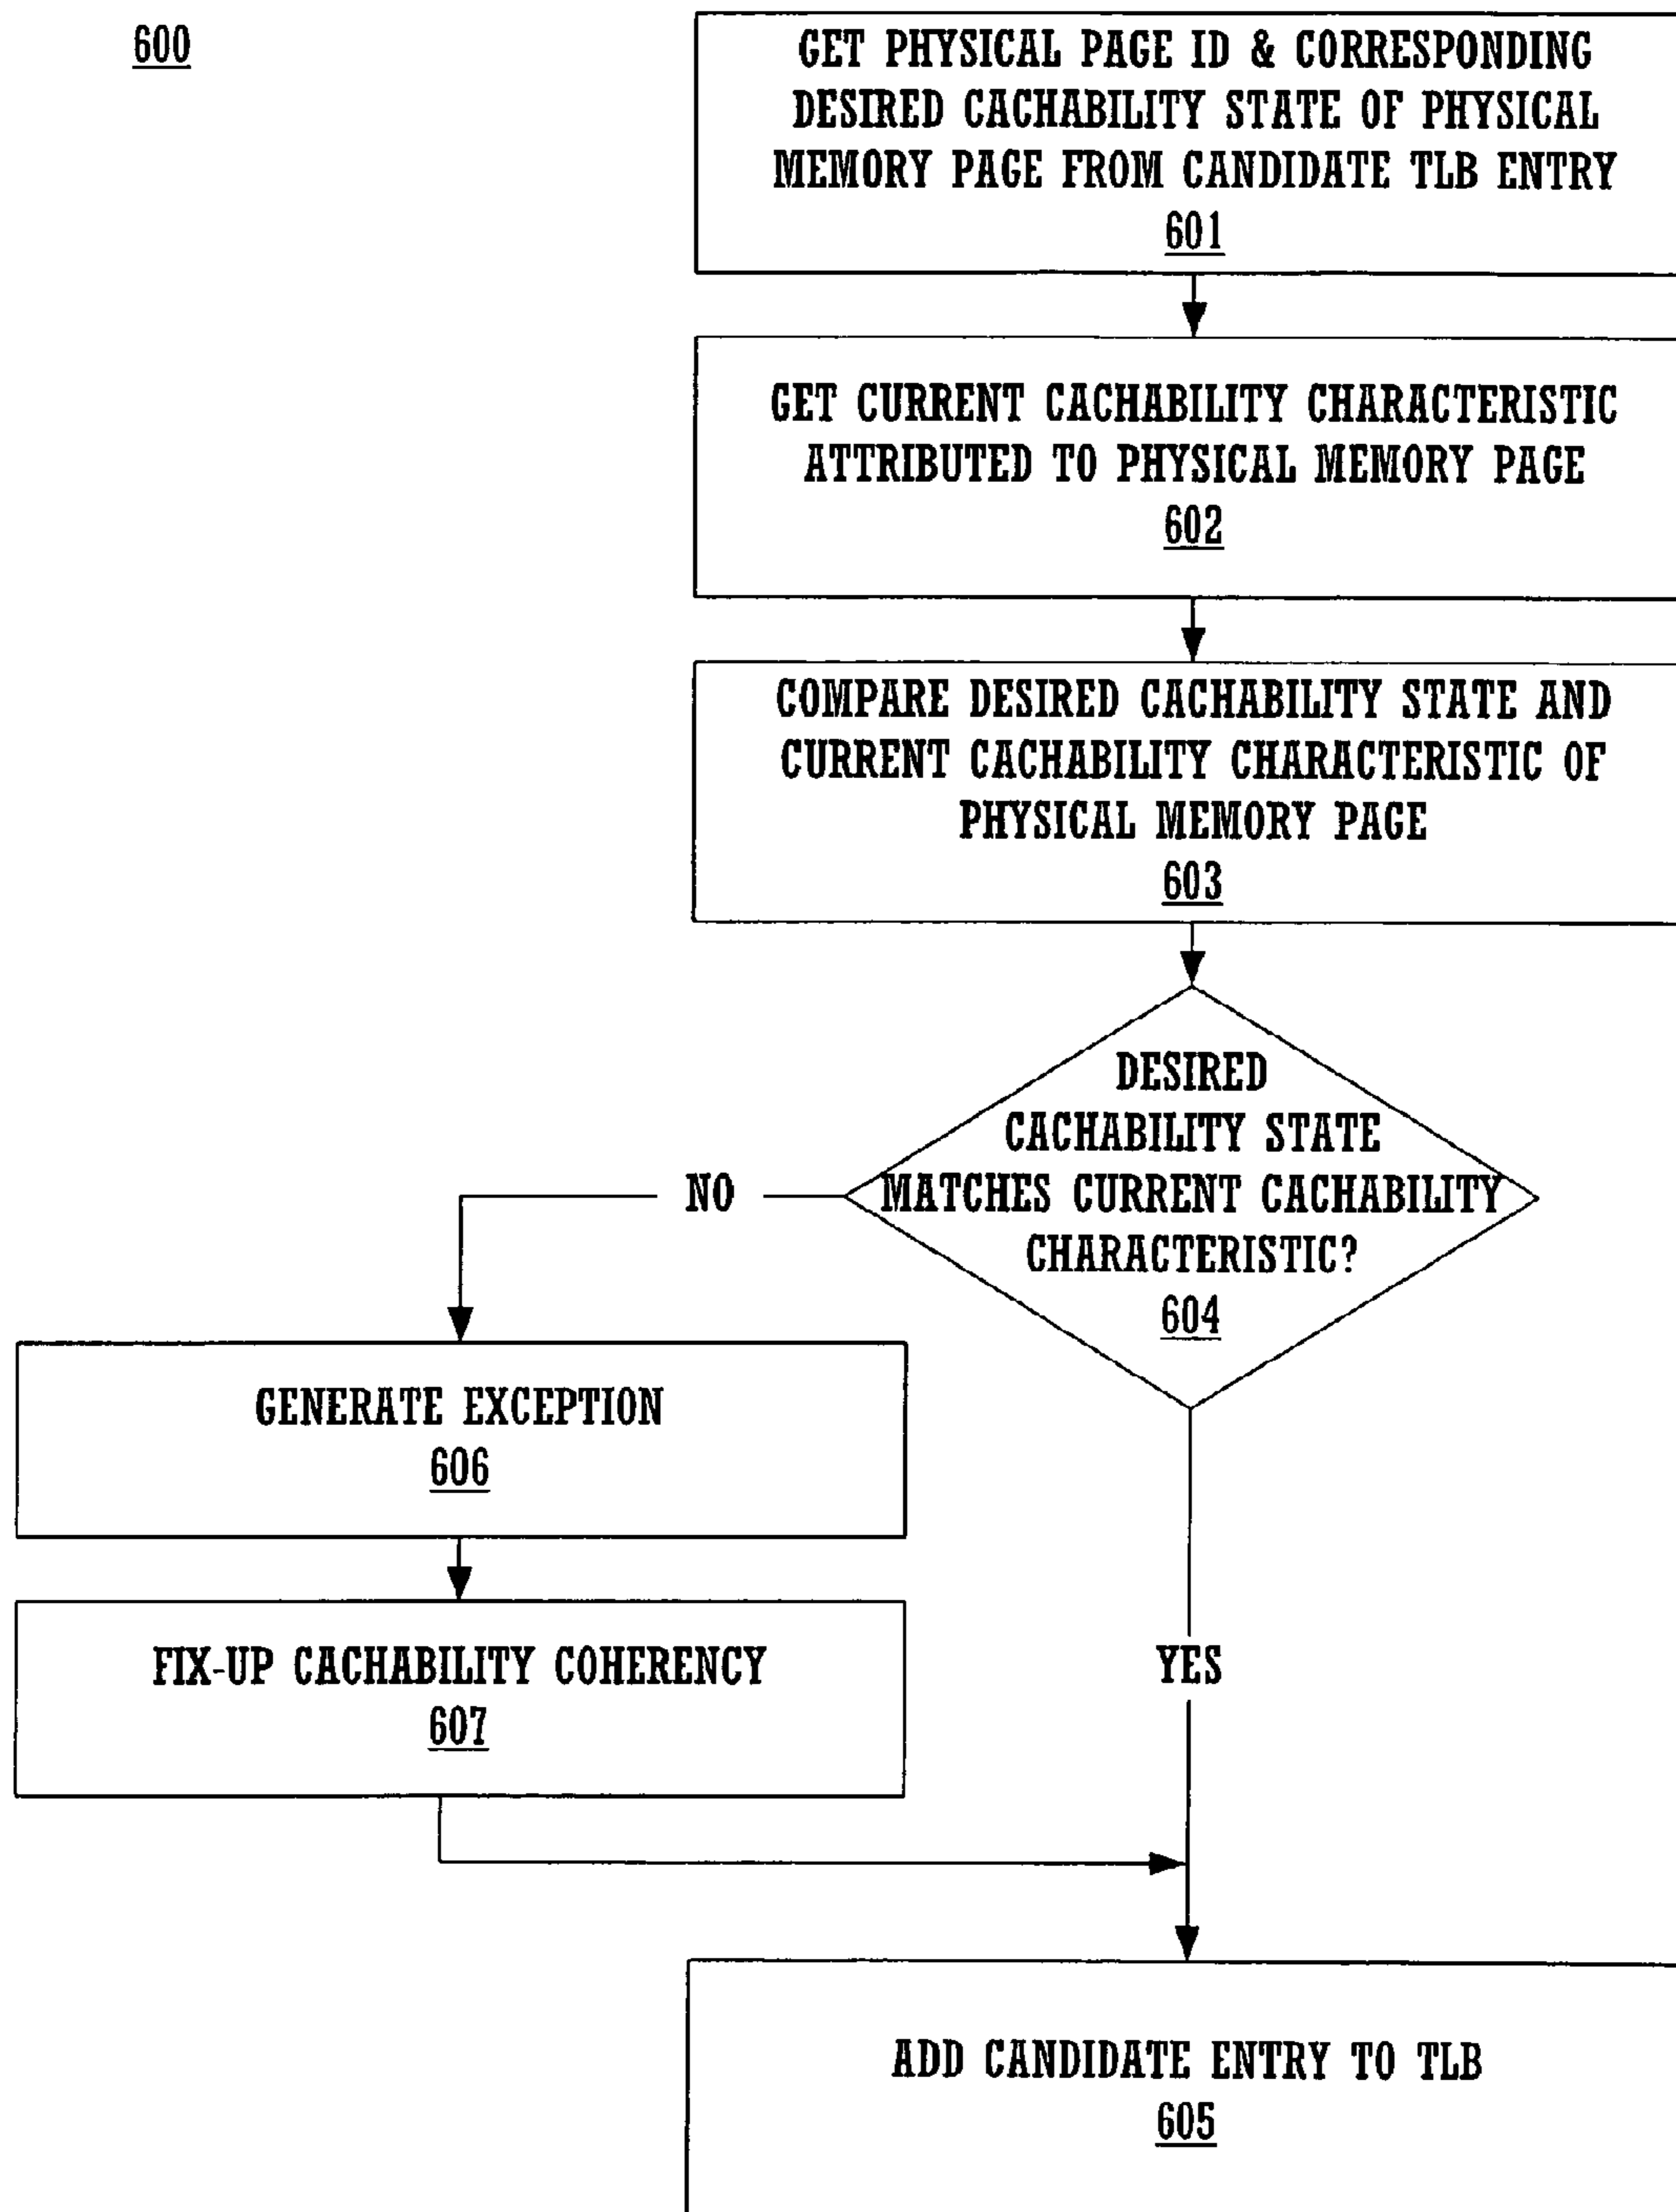 600
GET PHYSICAL PAGE ID & CORRESPONDING
DESIRED CACHABILITY STATE OF PHYSICAL
MEMORY PAGE FROM CANDIDATE TLB ENTRY
601
GET CURRENT CACHABILITY CHARACTERISTIC
ATTRIBUTED TO PHYSICAL MEMORY PAGE
602
COMPARE DESIRED CACHABILITY STATE AND
CURRENT CACHABILITY CHARACTERISTIC OF
PHYSICAL MEMORY PAGE
603
DESIRED
CACHABILITY STATE
MATCHES CURRENT CACHABILITY
CHARACTERISTIC?
604
NO
GENERATE EXCEPTION
606
FIX-UP CACHABILITY COHERENCY
607
YES
ADD CANDIDATE ENTRY TO TLB
605